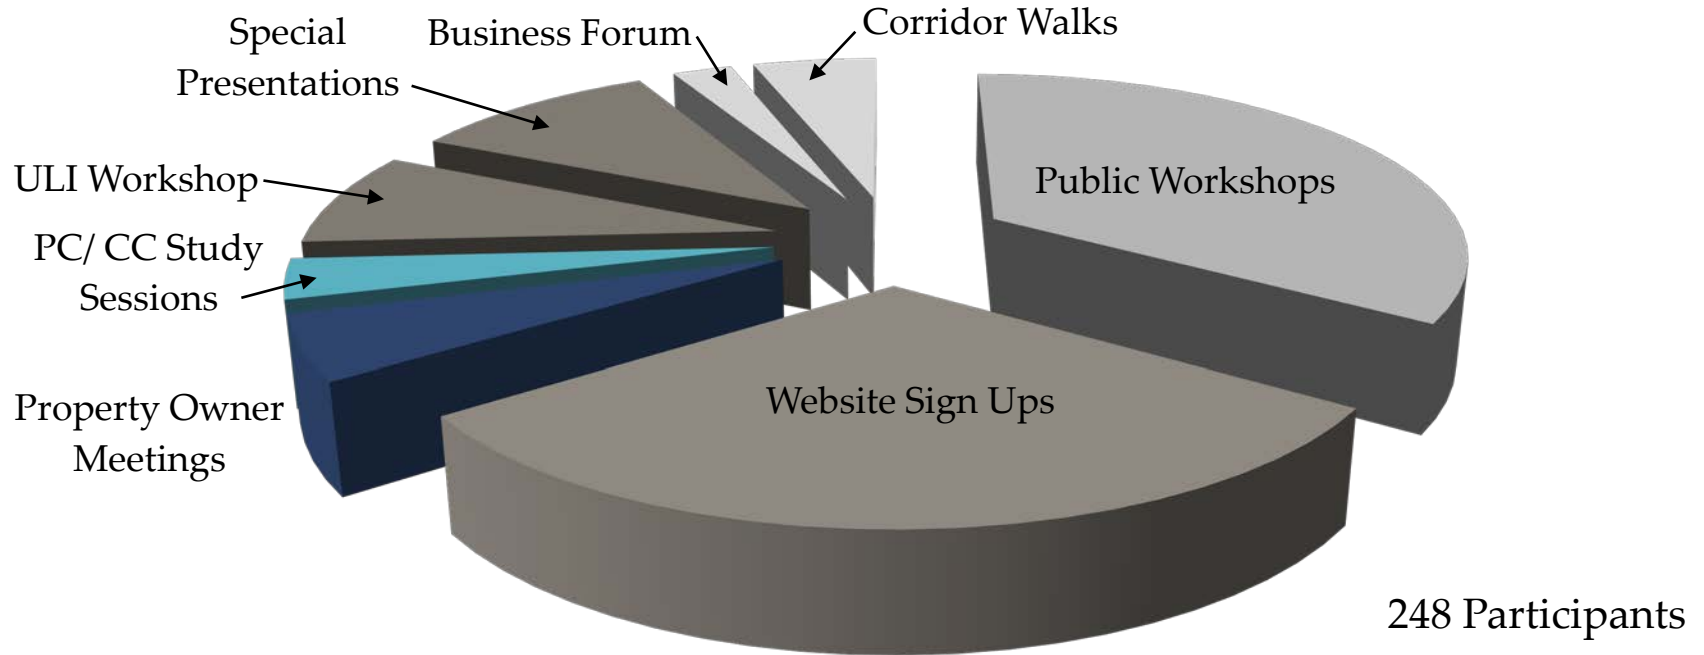 Special
Presentations
Business Forum
Corridor Walks
ULI Workshop
PC/ CC Study
Sessions
Property Owner
Meetings
Public Workshops
Website Sign Ups
248 Participants